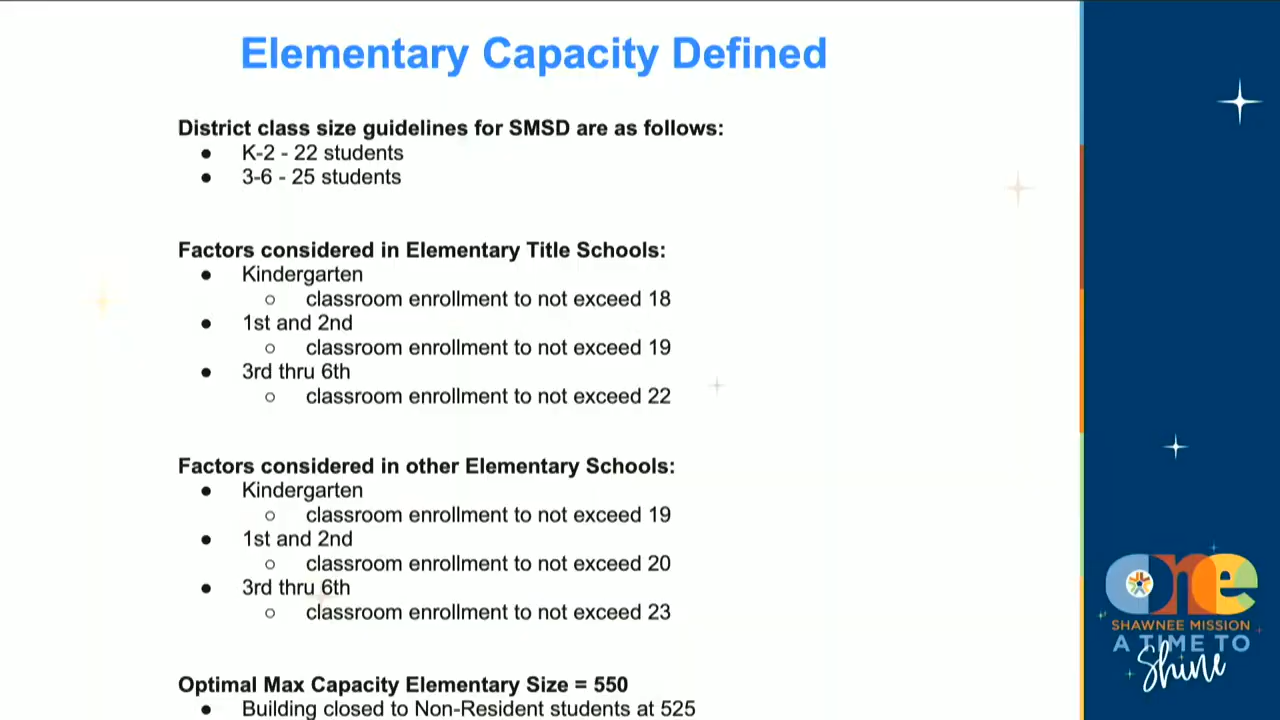 Elementary Capacity Defined
District class size guidelines for SMSD are as follows:
● K-2 - 22 students
● 3-6 - 25 students
Factors considered in Elementary Title Schools:
● Kindergarten
○ classroom enrollment to not exceed 18
● 1st and 2nd
○ classroom enrollment to not exceed 19
● 3rd thru 6th
○ classroom enrollment to not exceed 22
Factors considered in other Elementary Schools:
● Kindergarten
○ classroom enrollment to not exceed 19
● 1st and 2nd
○ classroom enrollment to not exceed 20
● 3rd thru 6th
○ classroom enrollment to not exceed 23
Optimal Max Capacity Elementary Size = 550
● Building closed to Non-Resident students at 525
one
SHAWNEE MISSION
A TIME TO
Shine